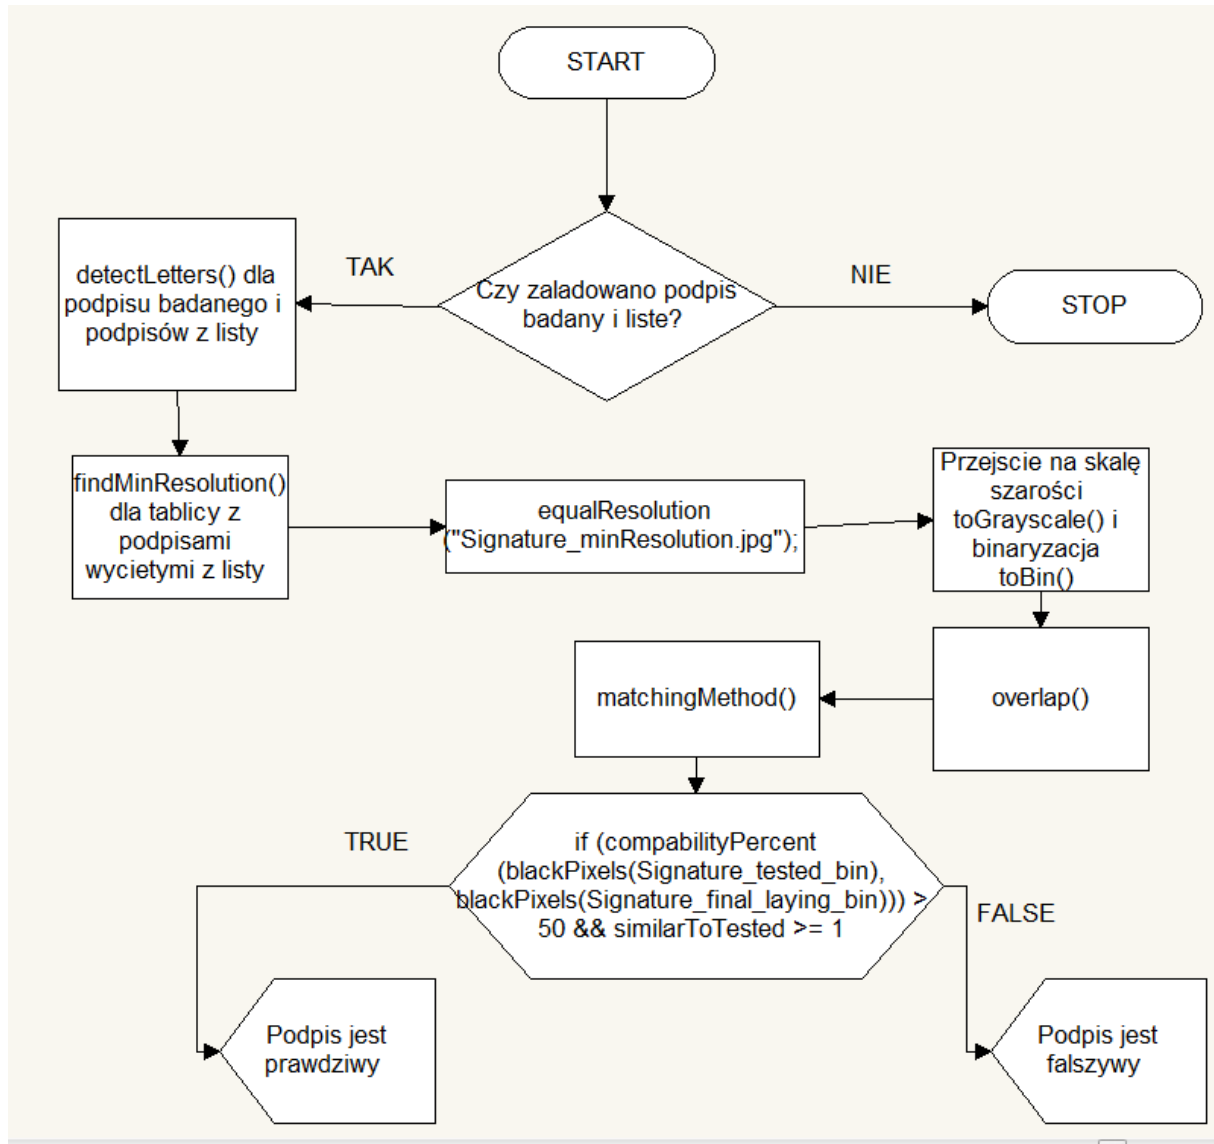 START
Czy zaladowano podpis
badany i liste?
TAK
NIE
detectLetters() dla
podpisu badanego i
podpisów z listy
STOP
findMinResolution()
dla tablicy z
podpisami
wycietymi z listy
equalResolution
("Signature_minResolution.jpg");
Przejscie na skalę
szarości
toGrayscale() i
binaryzacja
toBin()
overlap()
matchingMethod()
if (compabilityPercent
(blackPixels(Signature_tested_bin),
blackPixels(Signature_final_laying_bin))) >
50 && similarToTested >= 1
TRUE
FALSE
Podpis jest
prawdziwy
Podpis jest
falszywy